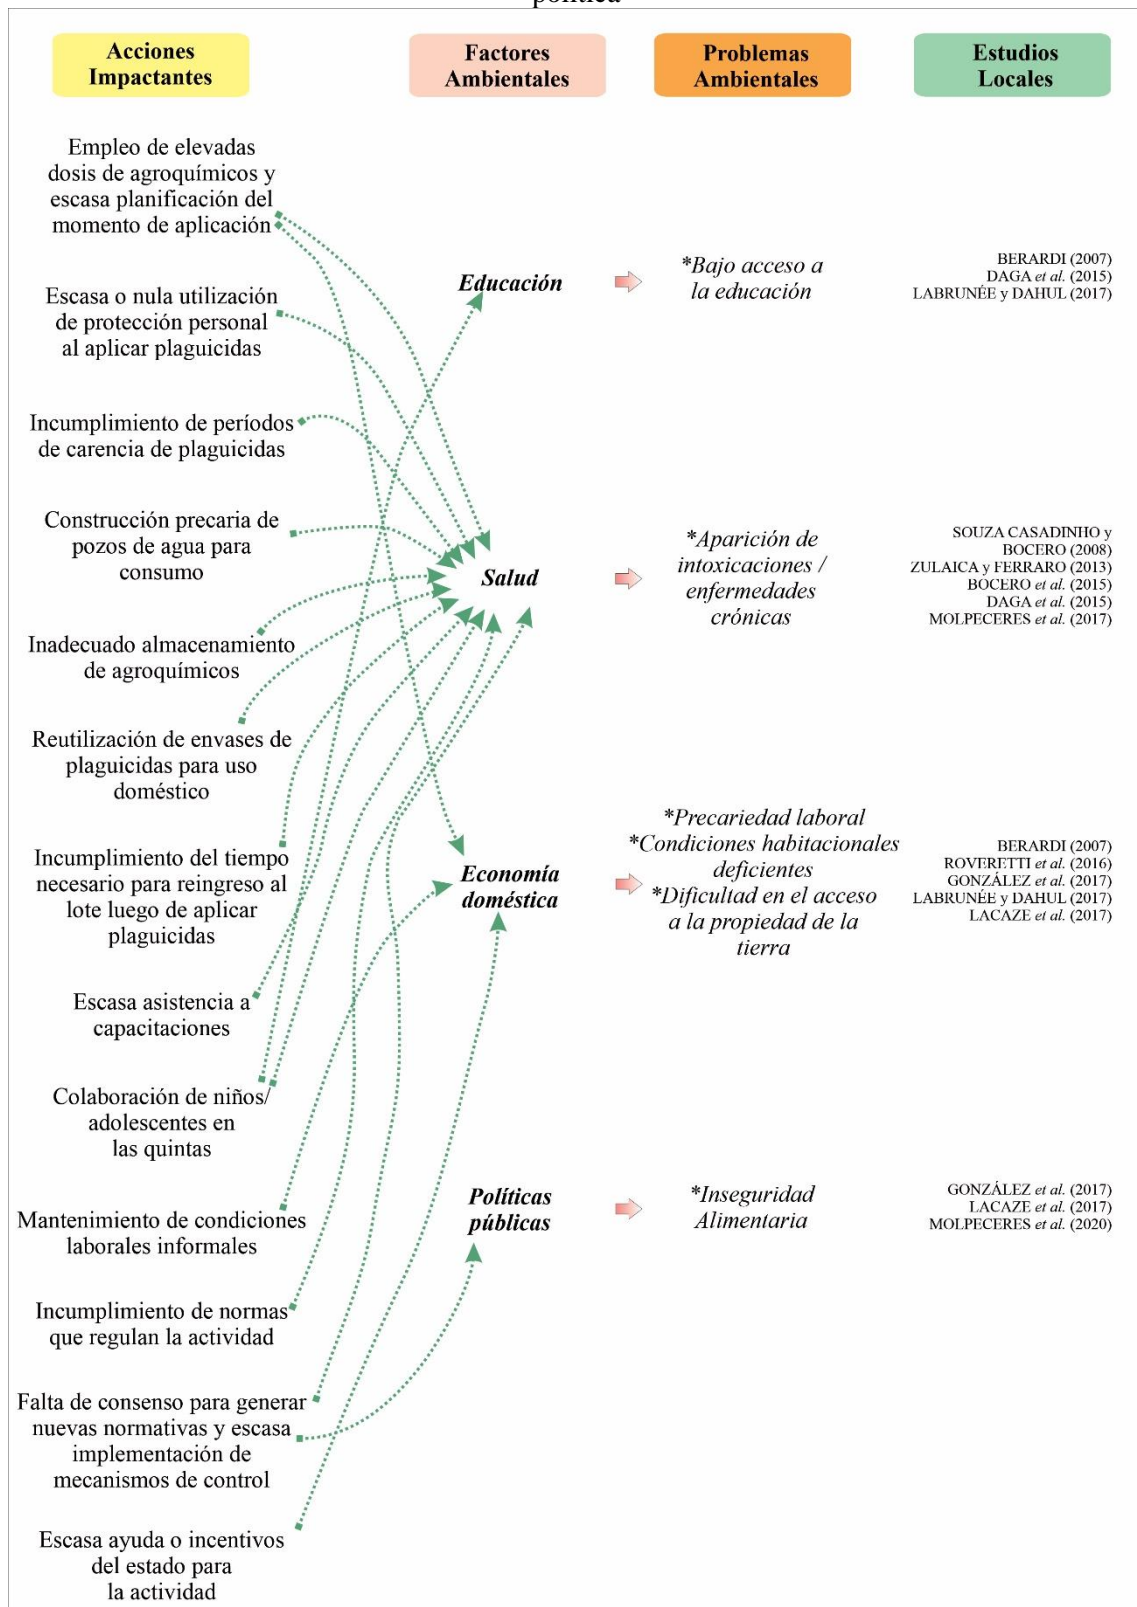 política
Acciones
Impactantes
Factores
Ambientales
Problemas
Ambientales
Estudios
Locales
Empleo de elevadas
dosis de agroquímicos y
escasa planificación del
momento de aplicación
Escasa o nula utilización
de protección personal
al aplicar plaguicidas
Incumplimiento de períodos
de carencia de plaguicidas
Construcción precaria de
pozos de agua para
consumo
Inadecuado almacenamiento
de agroquímicos
Reutilización de envases de
plaguicidas para uso
doméstico
Incumplimiento del tiempo
necesario para reingreso al
lote luego de aplicar
plaguicidas
Escasa asistencia a
capacitaciones
Colaboración de niños/
adolescentes en
las quintas
Mantenimiento de condiciones
laborales informales
Incumplimiento de normas
que regulan la actividad
Falta de consenso para generar
nuevas normativas y escasa
implementación de
mecanismos de control
Escasa ayuda o incentivos
del estado para
la actividad
Educación
*Bajo acceso a
la educación
BERARDI (2007)
DAGA et al. (2015)
LABRUNÉE y DAHUL (2017)
Salud
*Aparición de
intoxicaciones /
enfermedades
crónicas
SOUZA CASADINHO y
BOCERO (2008)
ZULAICA y FERRARO (2013)
BOCERO et al. (2015)
DAGA et al. (2015)
MOLPECERES et al. (2017)
Economía
doméstica
*Precariedad laboral
*Condiciones habitacionales
deficientes
*Dificultad en el acceso
a la propiedad de la
tierra
BERARDI (2007)
ROVERETTI et al. (2016)
GONZÁLEZ et al. (2017)
LABRUNÉE y DAHUL (2017)
LACAZE et al. (2017)
Políticas
públicas
*Inseguridad
Alimentaria
GONZÁLEZ et al. (2017)
LACAZE et al. (2017)
MOLPECERES et al. (2020)